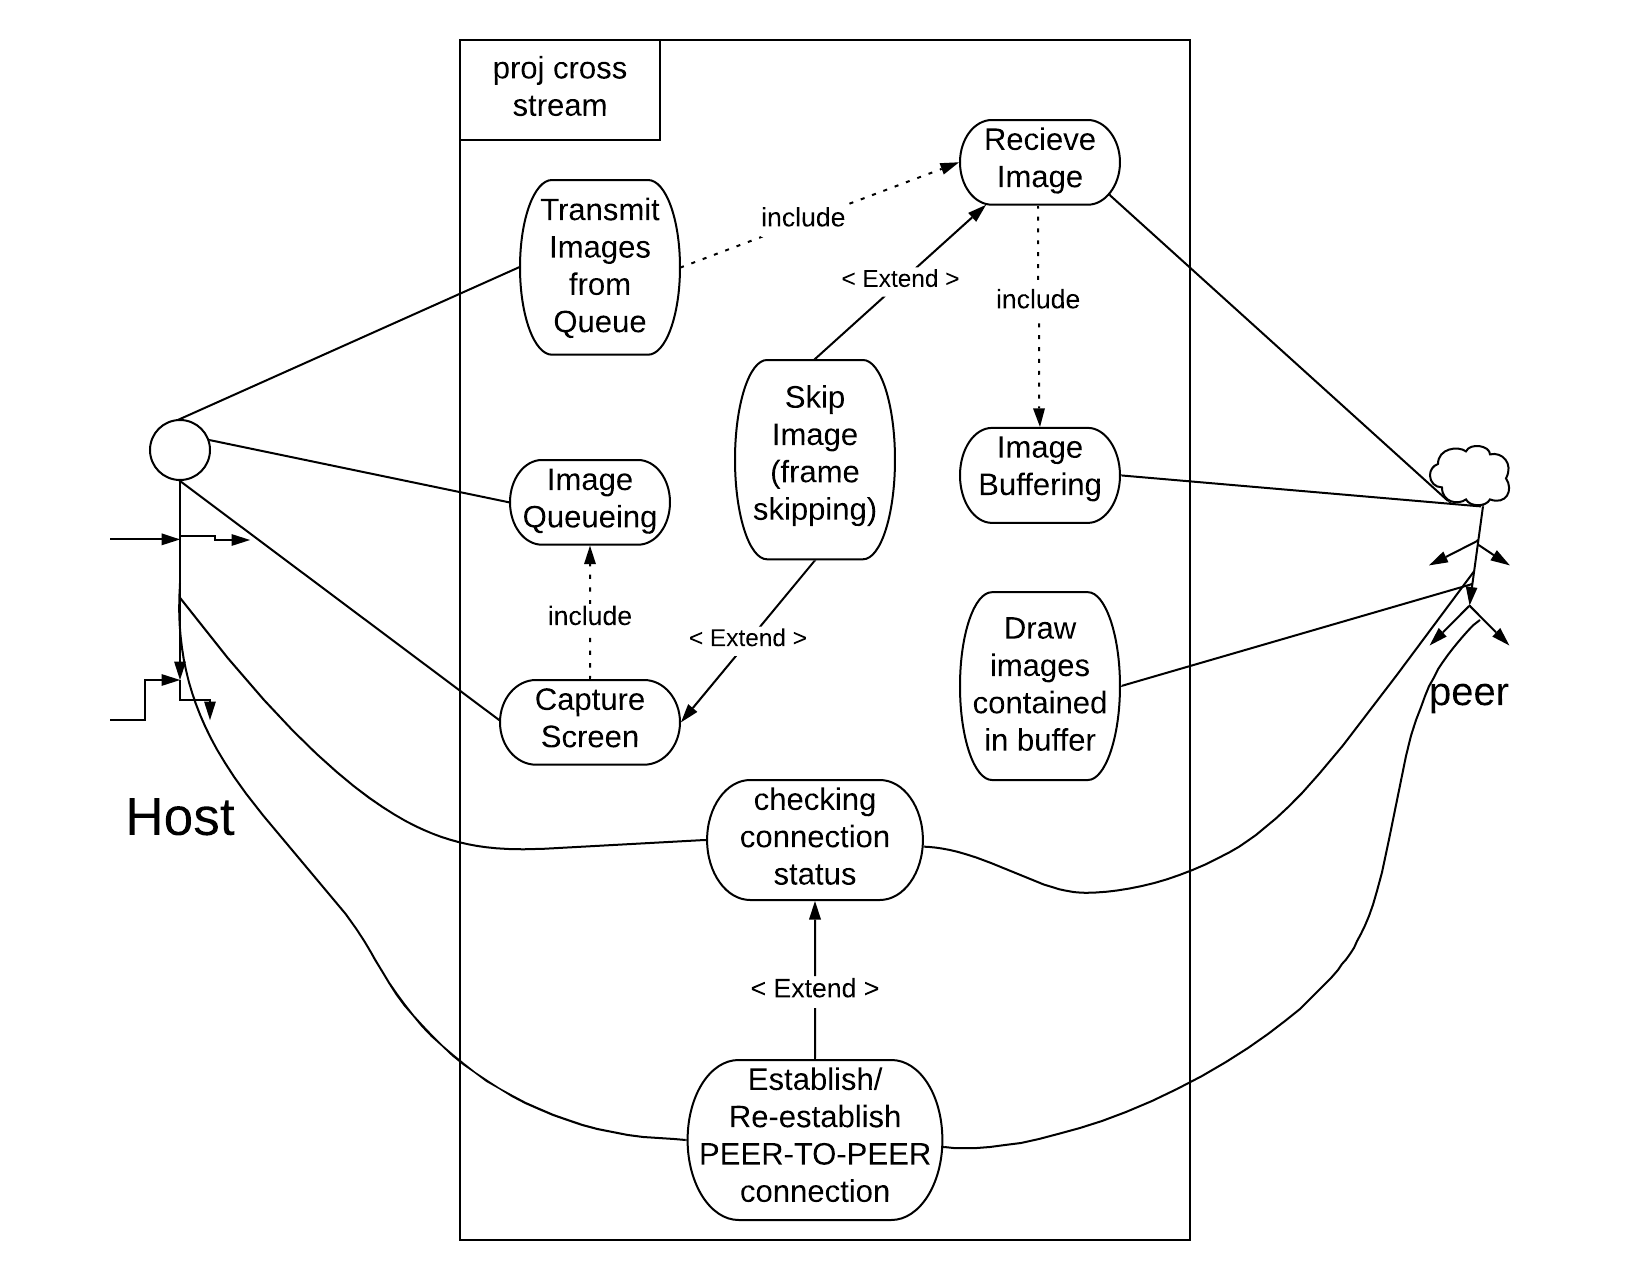 proj cross
stream
Recieve
Image
Transmit
Images
from
Queue
include
< Extend >
include
Skip
Image
(frame
skipping)
Image
Buffering
Image
Queueing
include
< Extend >
Draw
images
contained
in buffer
Capture
Screen
peer
Host
checking
connection
status
< Extend >
Establish/
Re-establish
PEER-TO-PEER
connection